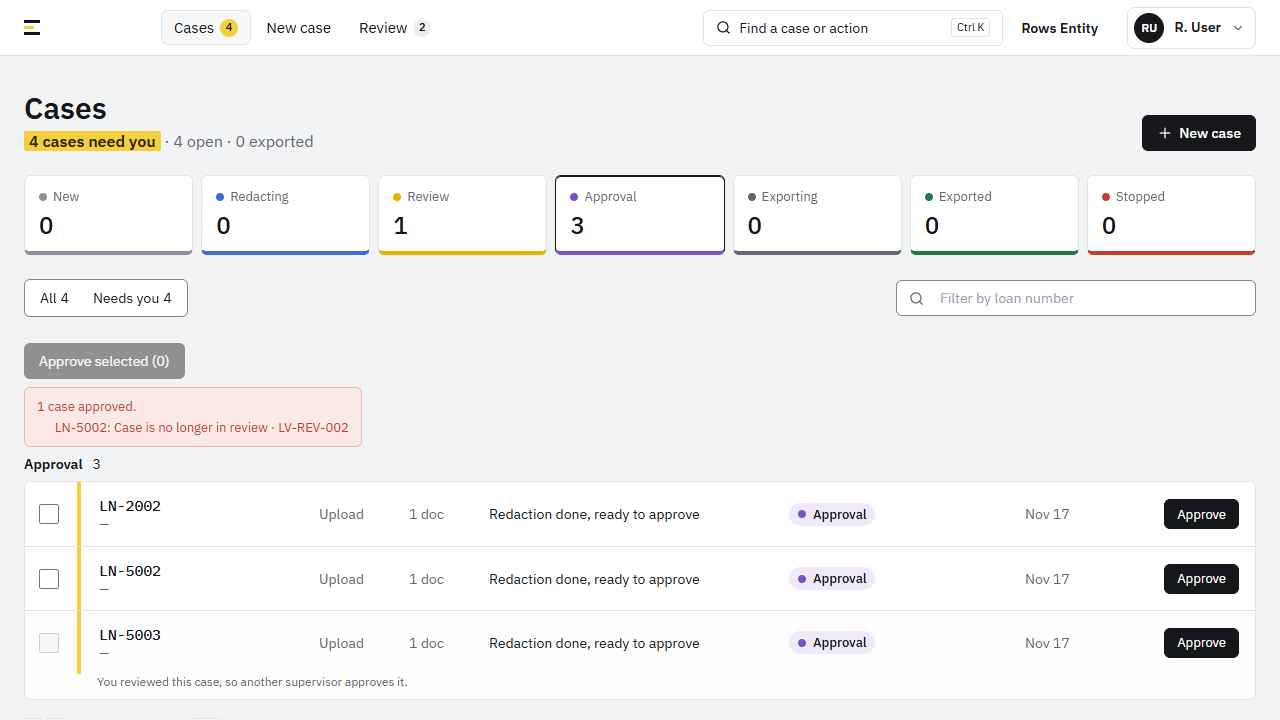 Cases 4 New case Review 2 Find a case or action Ctrl K Rows Entity RU R. User
Cases
4 cases need you · 4 open · 0 exported
New case
New Redacting Review Approval Exporting Exported Stopped
0 0 1 3 0 0 0
All 4 Needs you 4 Filter by loan number
Approve selected (0)
1 case approved.
LN-5002: Case is no longer in review · LV-REV-002
Approval 3
LN-2002
— Upload 1 doc Redaction done, ready to approve Approval Nov 17 Approve
LN-5002
— Upload 1 doc Redaction done, ready to approve Approval Nov 17 Approve
LN-5003
— Upload 1 doc Redaction done, ready to approve Approval Nov 17 Approve
You reviewed this case, so another supervisor approves it.